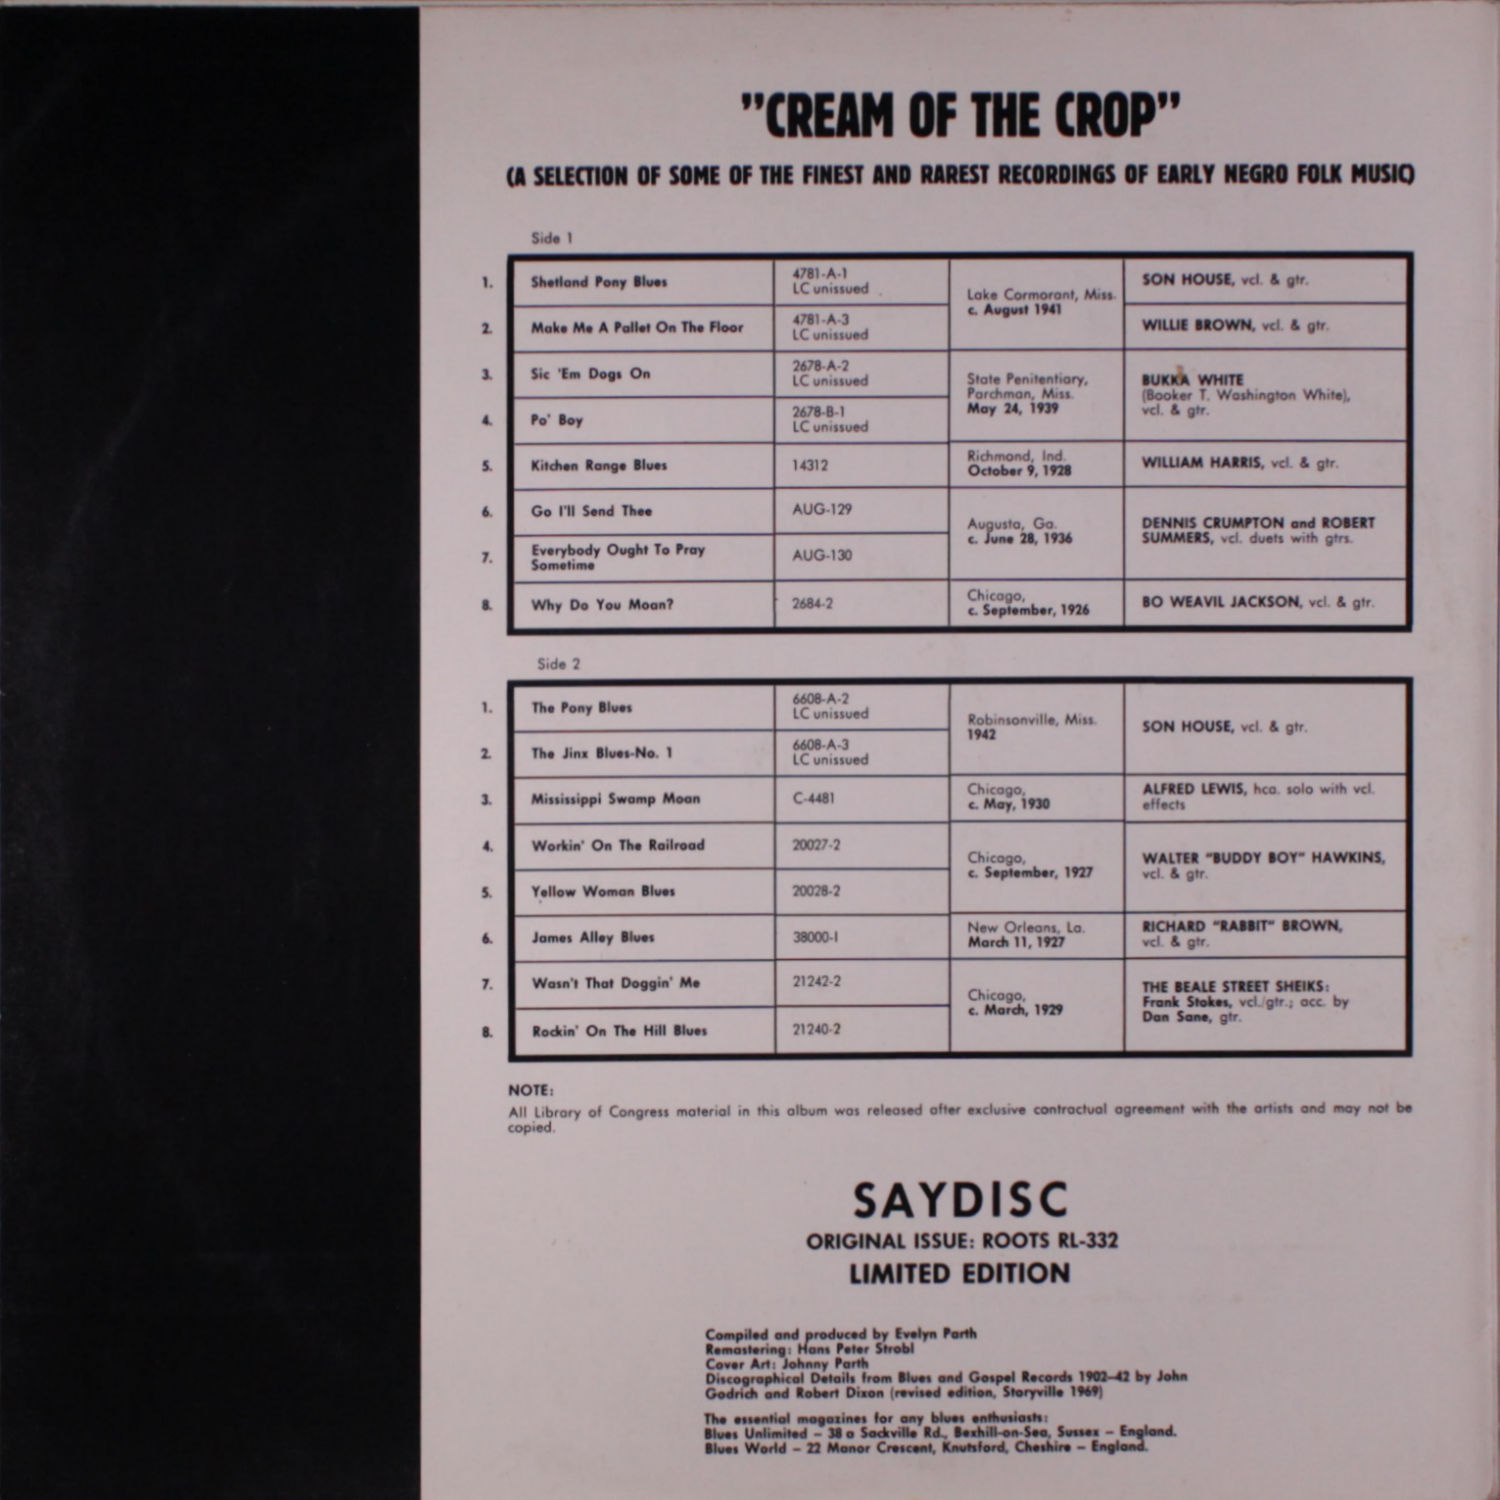 "CREAM OF THE CROP"
(A SELECTION OF SOME OF THE FINEST AND RAREST RECORDINGS OF EARLY NEGRO FOLK MUSIC)
Side 1
1. Shetland Pony Blues
4781-A-1
LC unissued
Lake Cormorant, Miss.
c. August 1941
SON HOUSE, vcl. & gtr.
2. Make Me A Pallet On The Floor
4781-A-3
LC unissued
WILLIE BROWN, vcl. & gtr.
3. Sic 'Em Dogs On
2678-A-2
LC unissued
State Penitentiary,
Parchman, Miss.
May 24, 1939
BUKKA WHITE
(Booker T. Washington White),
vcl. & gtr.
4. Po' Boy
2678-B-1
LC unissued
5. Kitchen Range Blues
14312
Richmond, Ind.
October 9, 1928
WILLIAM HARRIS, vcl. & gtr.
6. Go I'll Send Thee
AUG-129
Augusta, Ga.
c. June 28, 1936
DENNIS CRUMPTON and ROBERT
SUMMERS, vcl. duets with gtrs.
7. Everybody Ought To Pray
Sometime
AUG-130
8. Why Do You Moan?
2684-2
Chicago,
c. September, 1926
BO WEAVIL JACKSON, vcl. & gtr.
Side 2
1. The Pony Blues
6608-A-2
LC unissued
Robinsonville, Miss.
1942
SON HOUSE, vcl. & gtr.
2. The Jinx Blues-No. 1
6608-A-3
LC unissued
3. Mississippi Swamp Moan
C-4481
Chicago,
c. May, 1930
ALFRED LEWIS, hca. solo with vcl.
effects
4. Workin' On The Railroad
20027-2
Chicago,
c. September, 1927
WALTER "BUDDY BOY" HAWKINS,
vcl. & gtr.
5. Yellow Woman Blues
20028-2
6. James Alley Blues
38000-1
New Orleans, La.
March 11, 1927
RICHARD "RABBIT" BROWN,
vcl. & gtr.
7. Wasn't That Doggin' Me
21242-2
Chicago,
c. March, 1929
THE BEALE STREET SHEIKS:
Frank Stokes, vcl./gtr.; acc. by
Dan Sane, gtr.
8. Rockin' On The Hill Blues
21240-2
NOTE:
All Library of Congress material in this album was released after exclusive contractual agreement with the artists and may not be
copied.
SAYDISC
ORIGINAL ISSUE: ROOTS RL-332
LIMITED EDITION
Compiled and produced by Evelyn Parth
Remastering: Hans Peter Strobl
Cover Art: Johnny Parth
Discographical Details from Blues and Gospel Records 1902–42 by John
Godrich and Robert Dixon (revised edition, Storyville 1969)
The essential magazines for any blues enthusiasts:
Blues Unlimited – 38 a Sackville Rd., Bexhill-on-Sea, Sussex – England.
Blues World – 22 Manor Crescent, Knutsford, Cheshire – England.